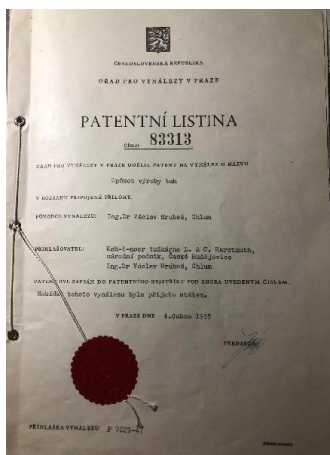 ČESKOSLOVENSKÁ REPUBLIKA
ÚŘAD PRO VYNÁLEZY V PRAZE
PATENTNÍ LISTINA
ČÍSLO 83313
ÚŘAD PRO VYNÁLEZY V PRAZE UDĚLIL PATENT NA VYNÁLEZ O NÁZVU
Způsob výroby tuh
V ROZSAHU PŘIPOJENÉ PŘÍLOHY.
PŮVODCE VYNÁLEZU: Ing.Dr Václav Hrubeš, Chlum
PŘIHLAŠOVATEL: Koh-i-noor tužkárna L. & C. Hardtmuth,
národní podnik, České Budějovice
Ing.Dr Václav Hrubeš, Chlum
PATENT BYL ZAPSÁN DO PATENTNÍHO REJSTŘÍKU POD SHORA UVEDENÝM ČÍSLEM.
Nabídka tohoto vynálezu byla přijata státem.
V PRAZE DNE 4.dubna 1955
PŘEDSEDA:
PŘIHLÁŠKA VYNÁLEZU P 7023-47